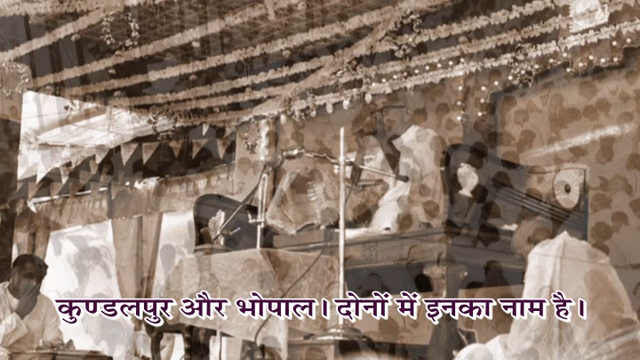 कुण्डलपुर और भोपाल। दोनों में इनका नाम है।